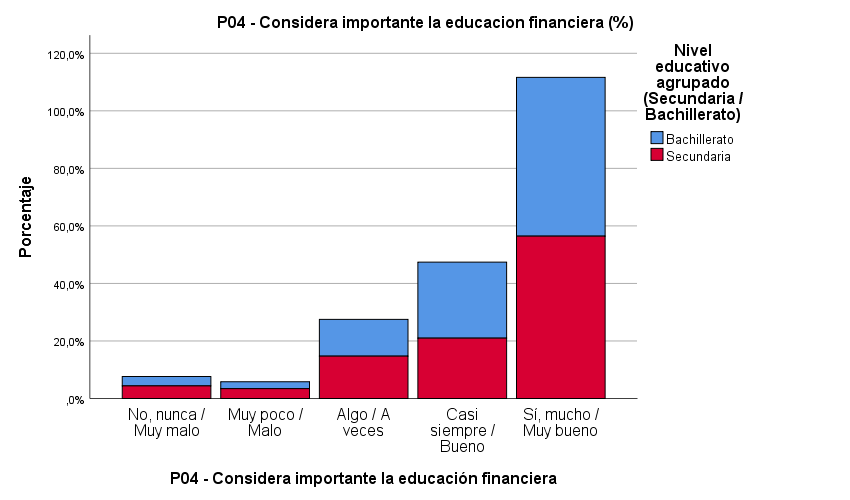 P04 - Considera importante la educacion financiera (%)
Nivel
educativo
agrupado
(Secundaria /
Bachillerato)
Bachillerato
Secundaria
Porcentaje
120,0%
100,0%
80,0%
60,0%
40,0%
20,0%
,0%
No, nunca /
Muy malo
Muy poco /
Malo
Algo / A
veces
Casi
siempre /
Bueno
Sí, mucho /
Muy bueno
P04 - Considera importante la educación financiera